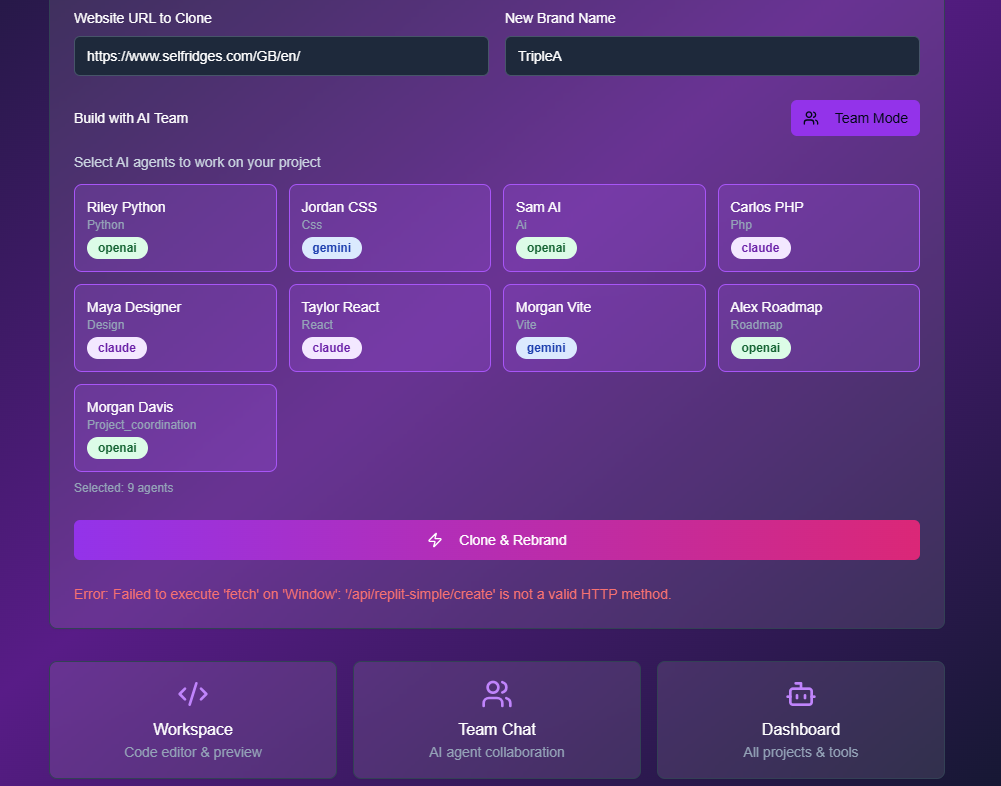 Website URL to Clone
New Brand Name
https://www.selfridges.com/GB/en/
TripleA
Build with AI Team
Team Mode
Select AI agents to work on your project
Riley Python
Python
openai
Jordan CSS
Css
gemini
Sam AI
Ai
openai
Carlos PHP
Php
claude
Maya Designer
Design
claude
Taylor React
React
claude
Morgan Vite
Vite
gemini
Alex Roadmap
Roadmap
openai
Morgan Davis
Project_coordination
openai
Selected: 9 agents
Clone & Rebrand
Error: Failed to execute 'fetch' on 'Window': '/api/replit-simple/create' is not a valid HTTP method.
Workspace
Code editor & preview
Team Chat
AI agent collaboration
Dashboard
All projects & tools